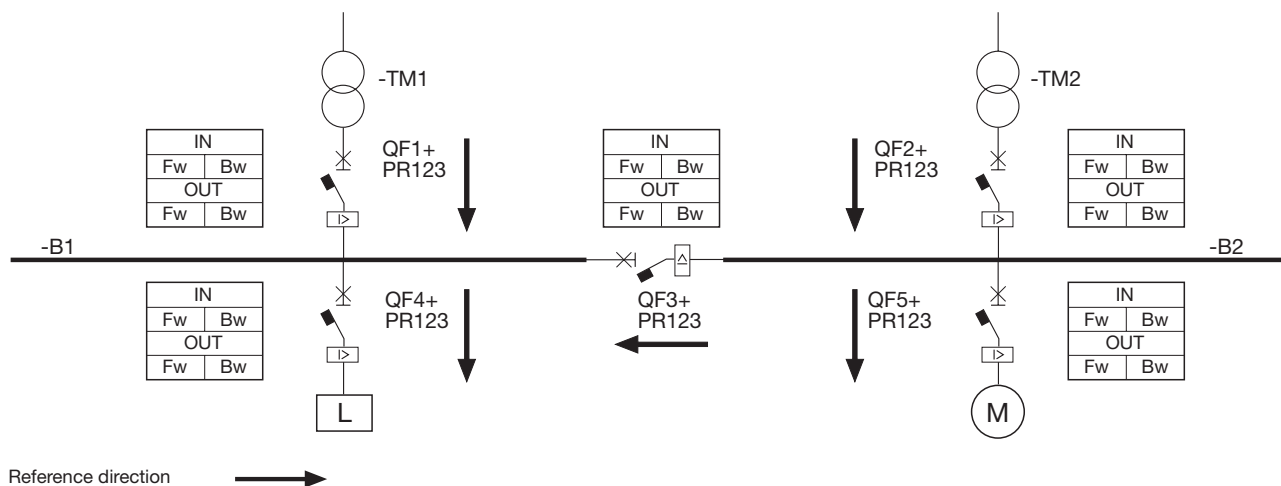 -TM1
-TM2
IN
Fw Bw
OUT
Fw Bw
QF1+
PR123
IN
Fw Bw
OUT
Fw Bw
QF2+
PR123
IN
Fw Bw
OUT
Fw Bw
I>
I>
-B1
-B2
I>
IN
Fw Bw
OUT
Fw Bw
QF4+
PR123
QF3+
PR123
QF5+
PR123
IN
Fw Bw
OUT
Fw Bw
I>
I>
L
M
Reference direction